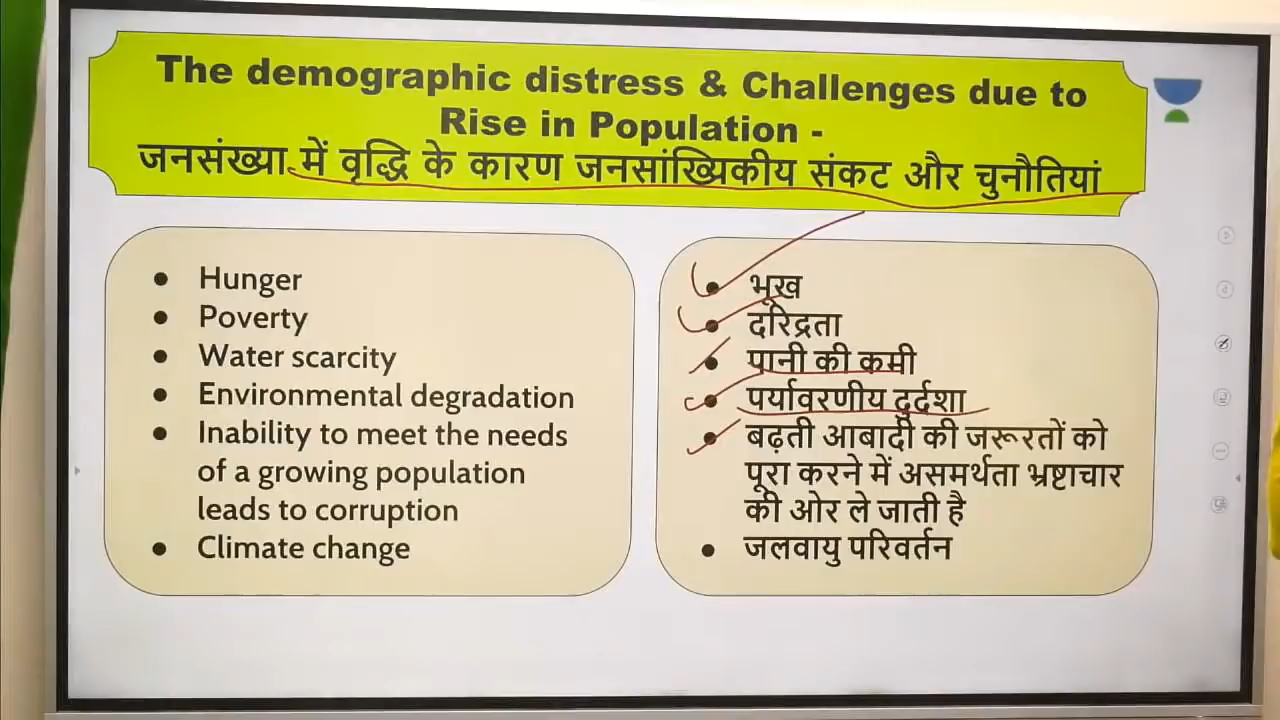 The demographic distress & Challenges due to
Rise in Population -
जनसंख्या में वृद्धि के कारण जनसांख्यिकीय संकट और चुनौतियां
● Hunger
● Poverty
● Water scarcity
● Environmental degradation
● Inability to meet the needs
of a growing population
leads to corruption
● Climate change
● भूख
● दरिद्रता
● पानी की कमी
● पर्यावरणीय दुर्दशा
● बढ़ती आबादी की जरूरतों को
पूरा करने में असमर्थता भ्रष्टाचार
की ओर ले जाती है
● जलवायु परिवर्तन